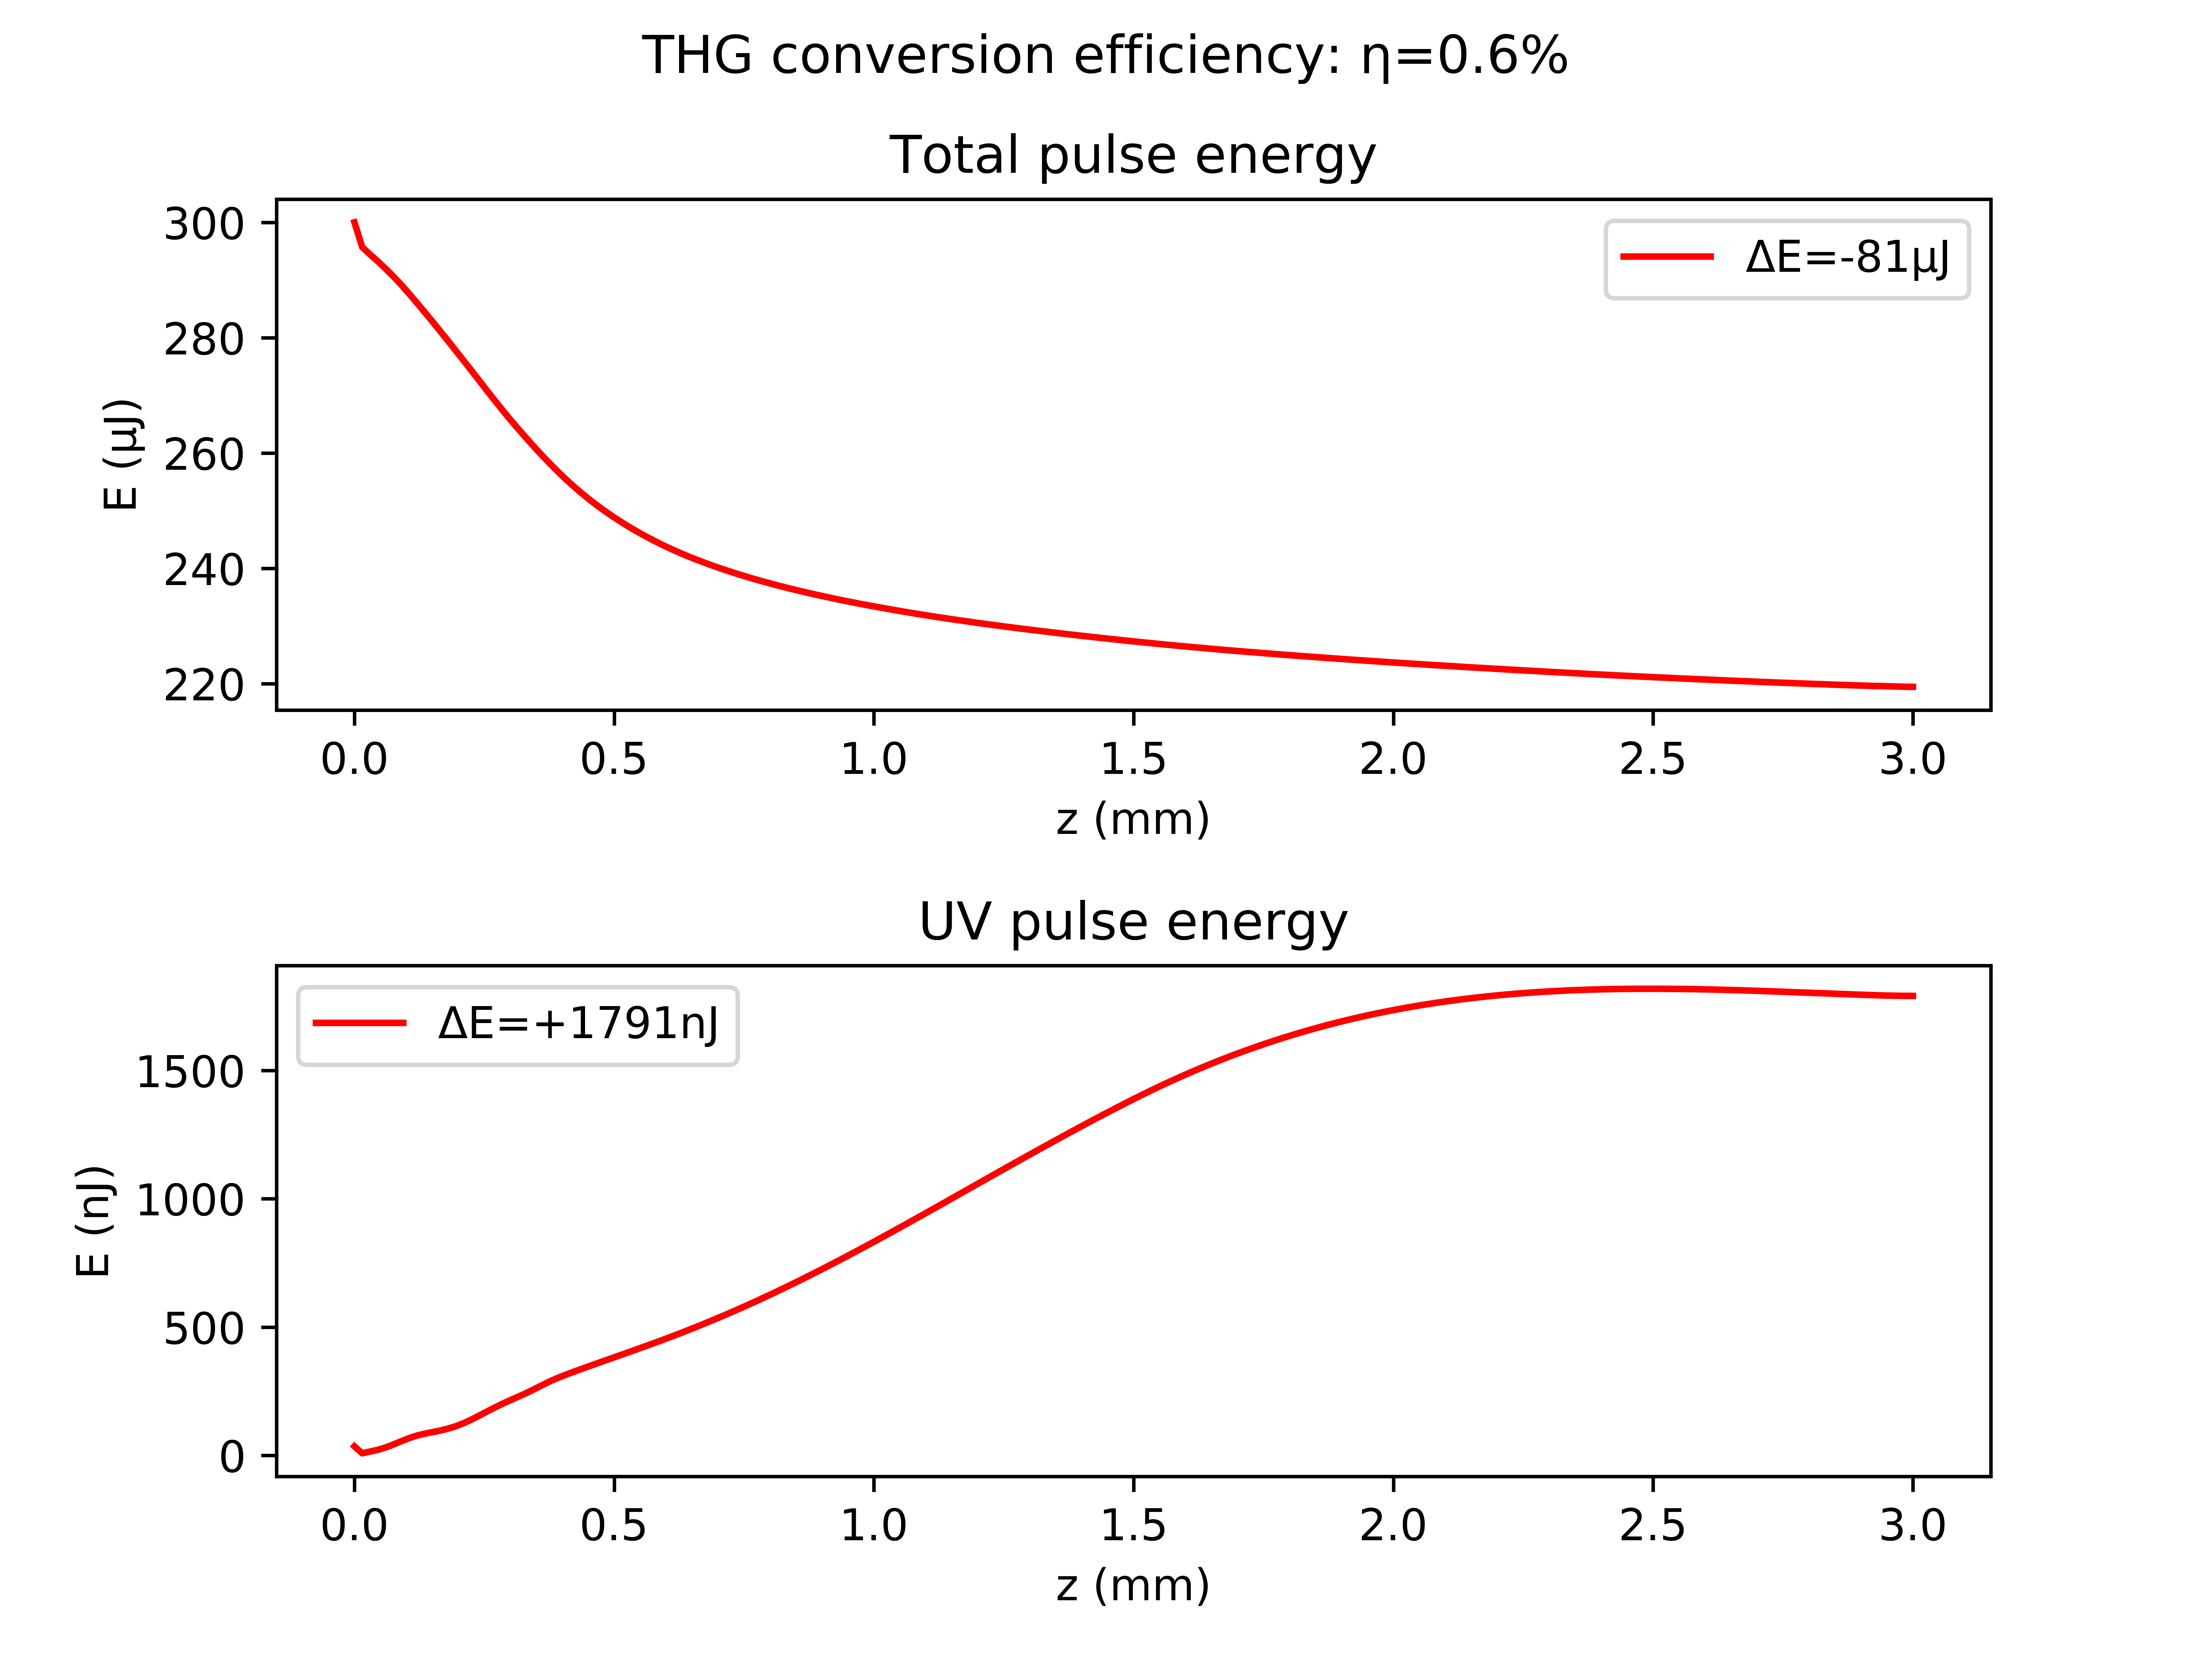 THG conversion efficiency: η=0.6%
Total pulse energy
300
280
260
240
220
E (μJ)
ΔE=-81μJ
0.0 0.5 1.0 1.5 2.0 2.5 3.0
z (mm)
UV pulse energy
1500
1000
500
0
E (nJ)
ΔE=+1791nJ
0.0 0.5 1.0 1.5 2.0 2.5 3.0
z (mm)